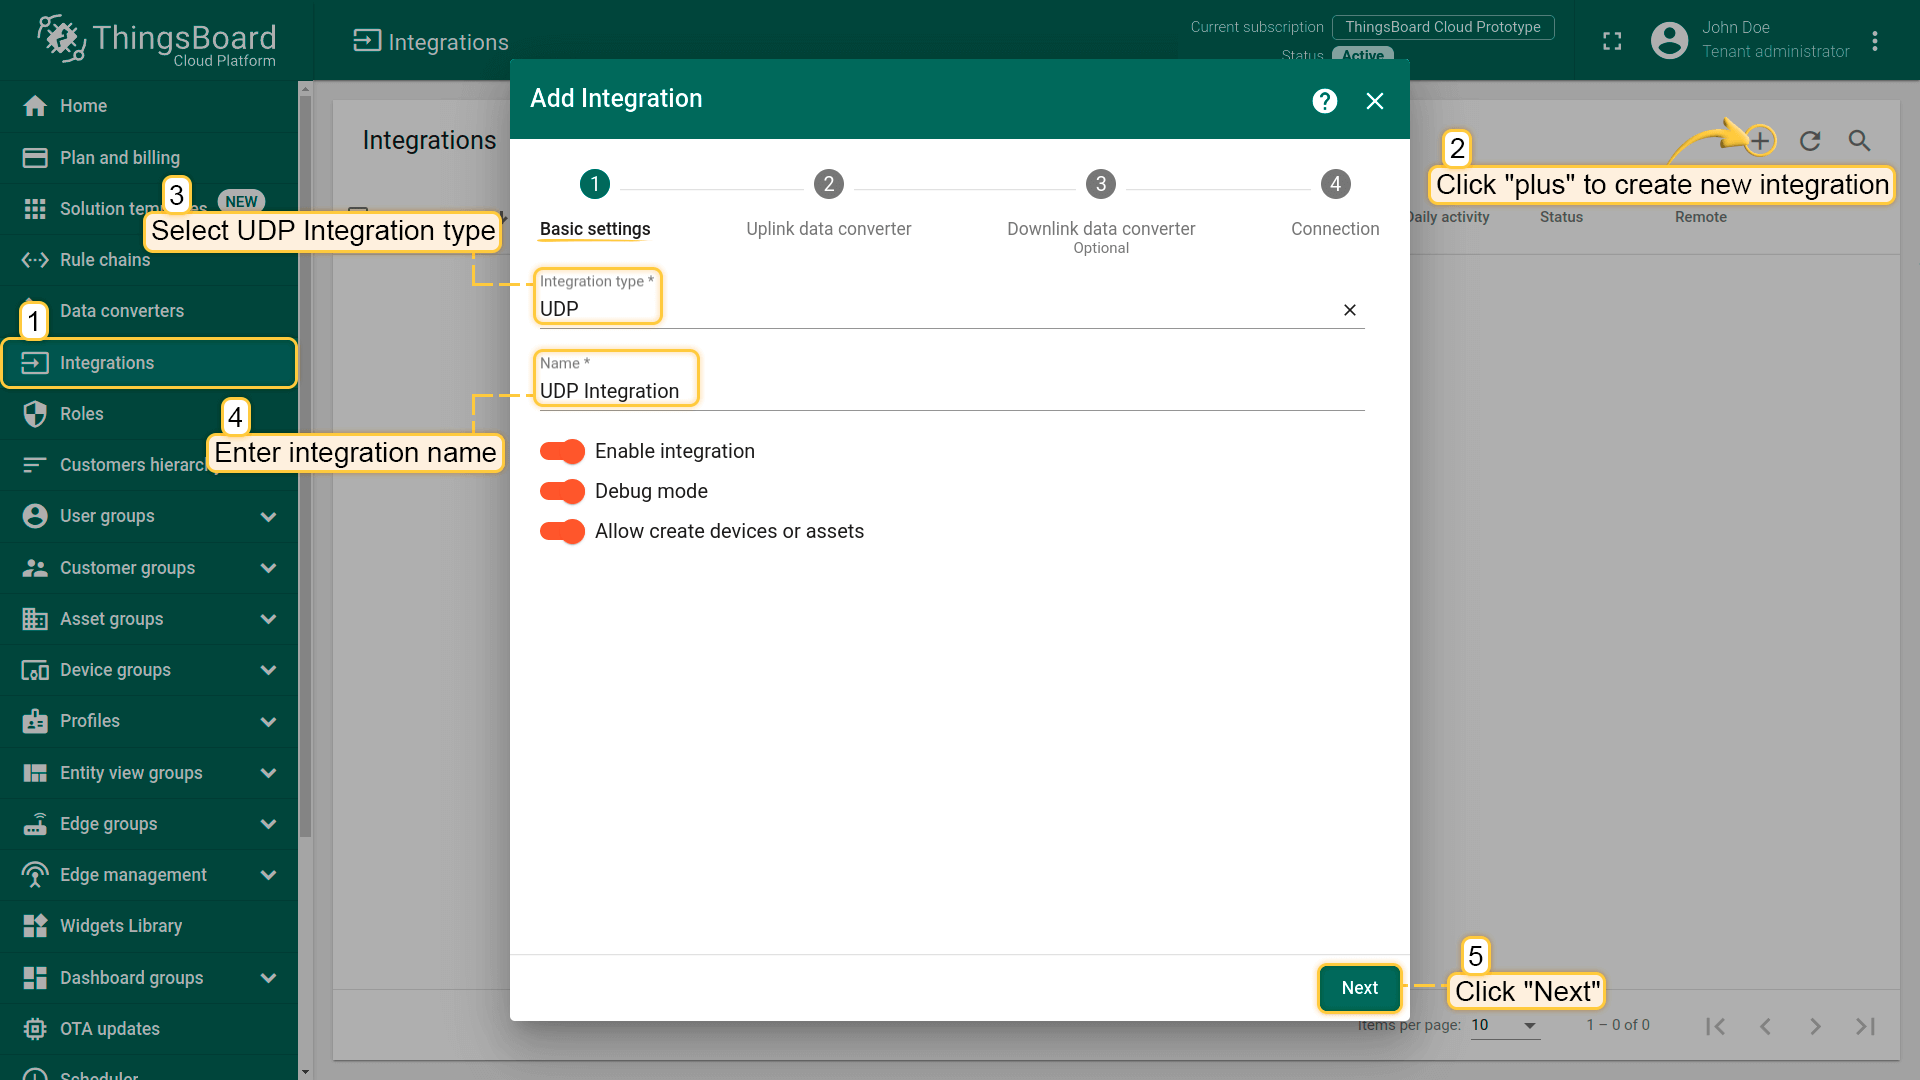 ThingsBoard
Cloud Platform
Integrations
Current subscription
ThingsBoard Cloud Prototype
Status
Active
John Doe
Tenant administrator
Home
Plan and billing
NEW
Rule chains
Data converters
1
Integrations
Roles
User groups
Customer groups
Asset groups
Device groups
Profiles
Entity view groups
Edge groups
Edge management
Widgets Library
Dashboard groups
OTA updates
Scheduler
3
Select UDP Integration type
4
Enter integration name
Integrations
Add Integration
?
1
Basic settings
2
Uplink data converter
3
Downlink data converter
Optional
4
Connection
Integration type *
UDP
Name *
UDP Integration
Enable integration
Debug mode
Allow create devices or assets
Next
2
Click "plus" to create new integration
Daily activity
Status
Remote
5
Click "Next"
Items per page:
10
1 – 0 of 0